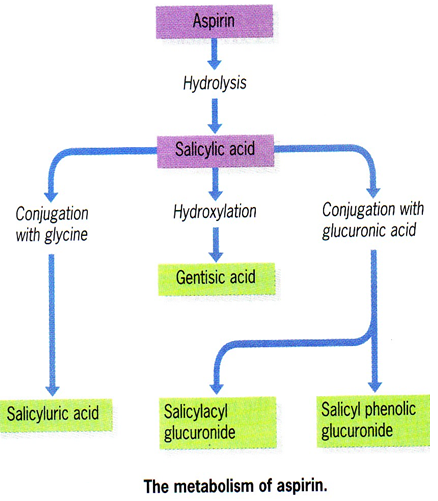 Aspirin
Hydrolysis
Salicylic acid
Conjugation
with glycine
Hydroxylation
Conjugation with
glucuronic acid
Gentisic acid
Salicyluric acid
Salicylacyl
glucuronide
Salicyl phenolic
glucuronide
The metabolism of aspirin.